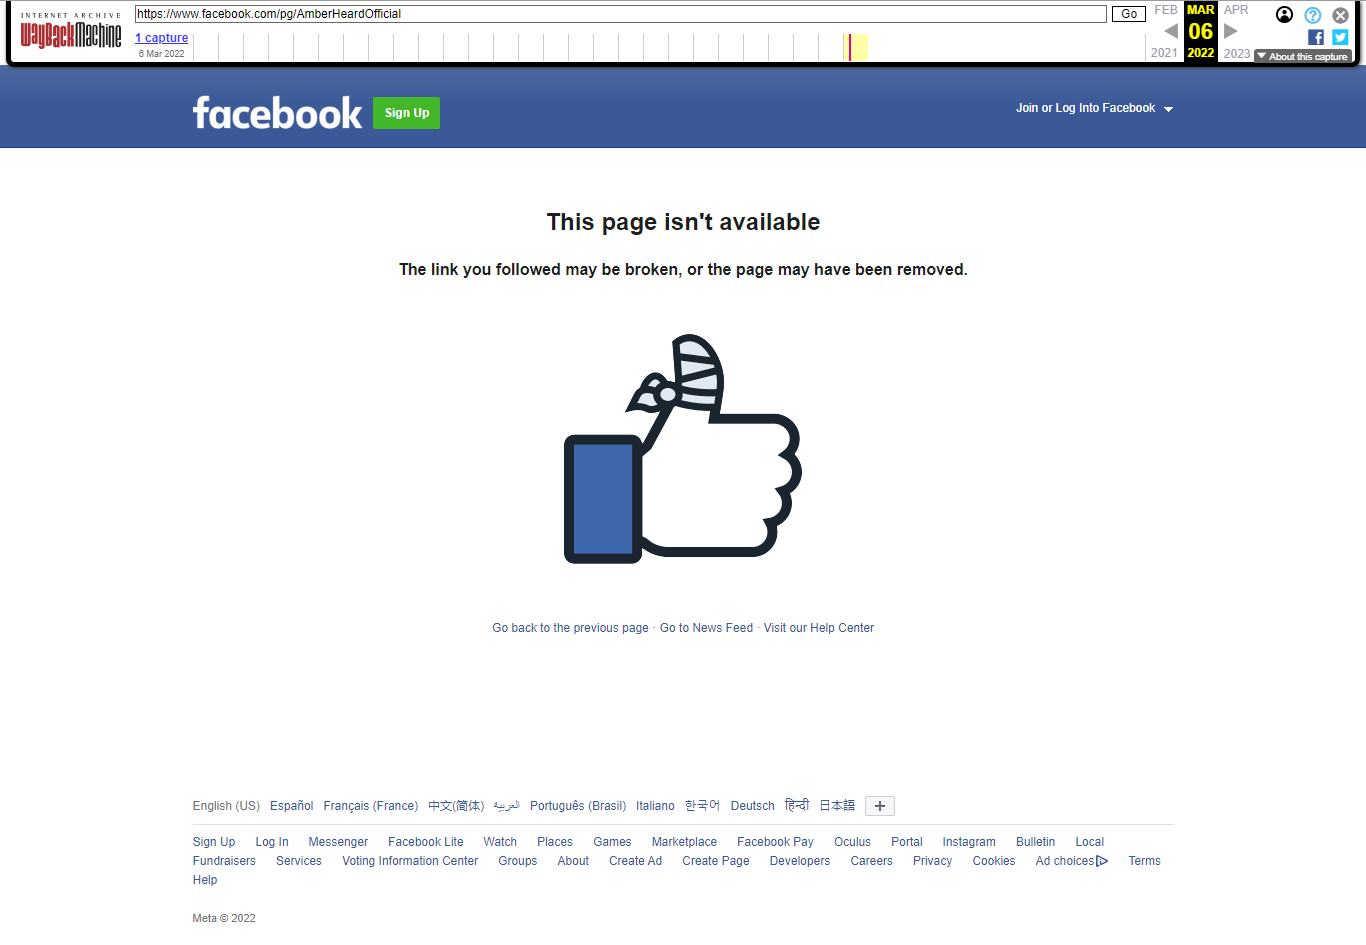 INTERNET ARCHIVE
WayBackMachine
https://www.facebook.com/pg/AmberHeardOfficial
Go
FEB MAR APR
1 capture
06
6 Mar 2022
2021 2022 2023
About this capture
facebook
Sign Up
Join or Log Into Facebook
This page isn't available
The link you followed may be broken, or the page may have been removed.
Go back to the previous page · Go to News Feed · Visit our Help Center
English (US) Español Français (France) 中文(简体) العربية Português (Brasil) Italiano 한국어 Deutsch हिन्दी 日本語
Sign Up Log In Messenger Facebook Lite Watch Places Games Marketplace Facebook Pay Oculus Portal Instagram Bulletin Local
Fundraisers Services Voting Information Center Groups About Create Ad Create Page Developers Careers Privacy Cookies Ad choices Terms
Help
Meta © 2022